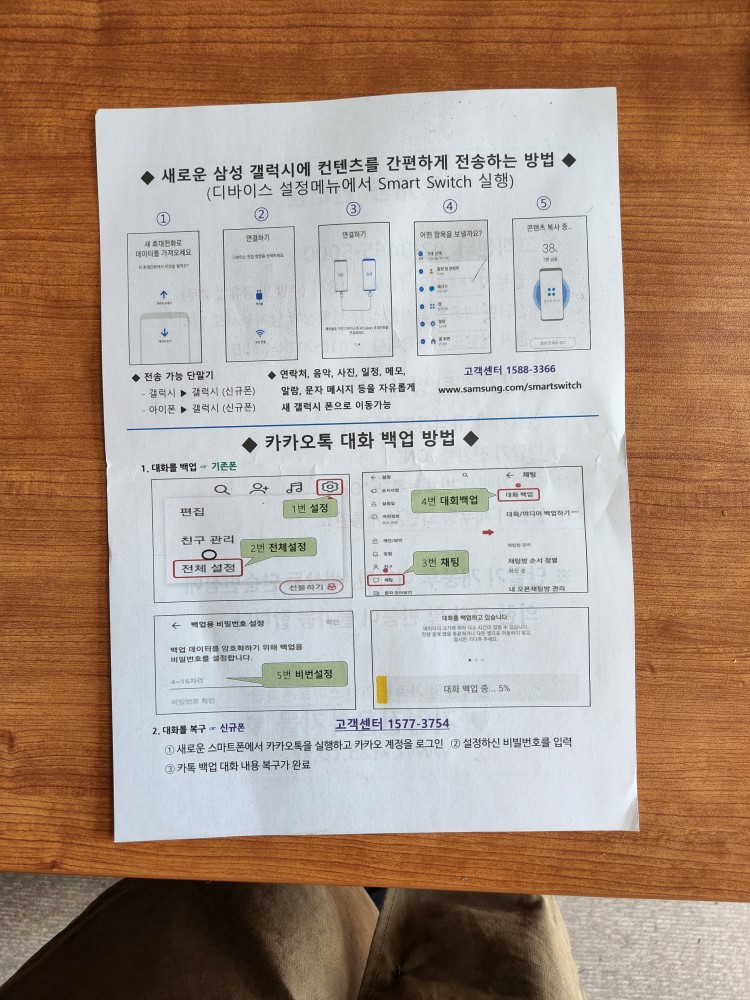 ◆ 새로운 삼성 갤럭시에 컨텐츠를 간편하게 전송하는 방법 ◆
(디바이스 설정메뉴에서 Smart Switch 실행)
① ② ③ ④ ⑤
새 휴대전화로
데이터를 가져오세요
연결하기
연결하기
어떤 항목을 보낼까요?
콘텐츠 복사 중..
38%
◆ 전송 가능 단말기
- 갤럭시 ▶ 갤럭시 (신규폰)
- 아이폰 ▶ 갤럭시 (신규폰)
◆ 연락처, 음악, 사진, 일정, 메모,
알람, 문자 메시지 등을 자유롭게
새 갤럭시 폰으로 이동가능
고객센터 1588-3366
www.samsung.com/smartswitch
◆ 카카오톡 대화 백업 방법 ◆
1. 대화를 백업 ☞ 기존폰
1번 설정
편집
친구 관리
2번 전체설정
전체 설정
선물하기
설정
4번 대회백업
3번 채팅
채팅
채팅
대화 백업
대화/미디어 백업하기
채팅방 관리
채팅방 순서 정렬
내 오픈채팅방 관리
백업용 비밀번호 설정
확인
백업 데이터를 암호화하기 위해 백업용
비밀번호를 설정합니다.
4~16자리
5번 비번설정
비밀번호 확인
대화를 백업하고 있습니다.
대화 백업 중... 5%
2. 대화를 복구 ☞ 신규폰
고객센터 1577-3754
① 새로운 스마트폰에서 카카오톡을 실행하고 카카오 계정을 로그인 ② 설정하신 비빌번호를 입력
③ 카톡 백업 대화 내용 복구가 완료